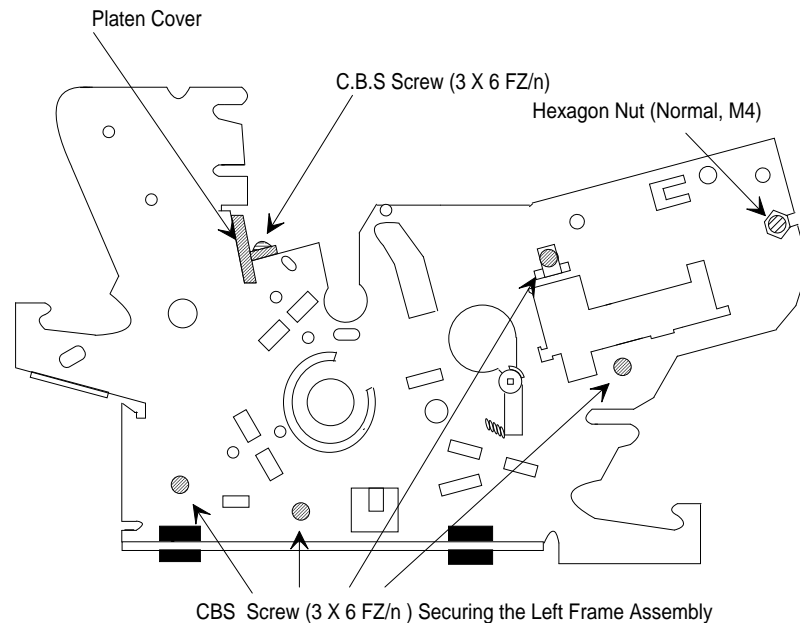 Platen Cover
C.B.S Screw (3 X 6 FZ/n)
Hexagon Nut (Normal, M4)
CBS Screw (3 X 6 FZ/n ) Securing the Left Frame Assembly